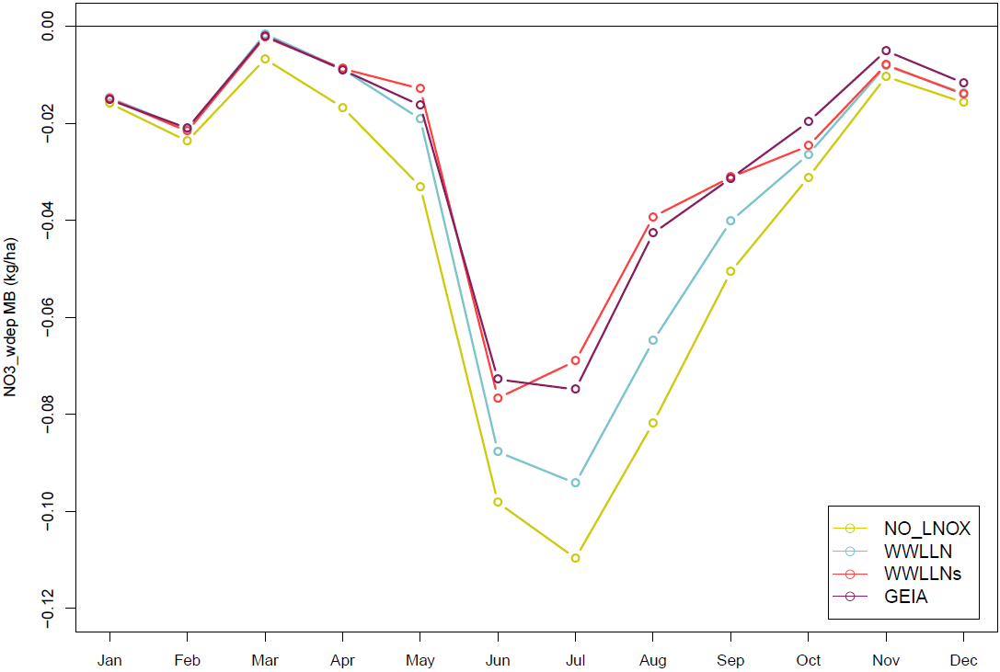 0.00
−0.02
−0.04
−0.06
−0.08
−0.10
−0.12
NO3_wdep MB (kg/ha)
Jan Feb Mar Apr May Jun Jul Aug Sep Oct Nov Dec
NO_LNOX
WWLLN
WWLLNs
GEIA